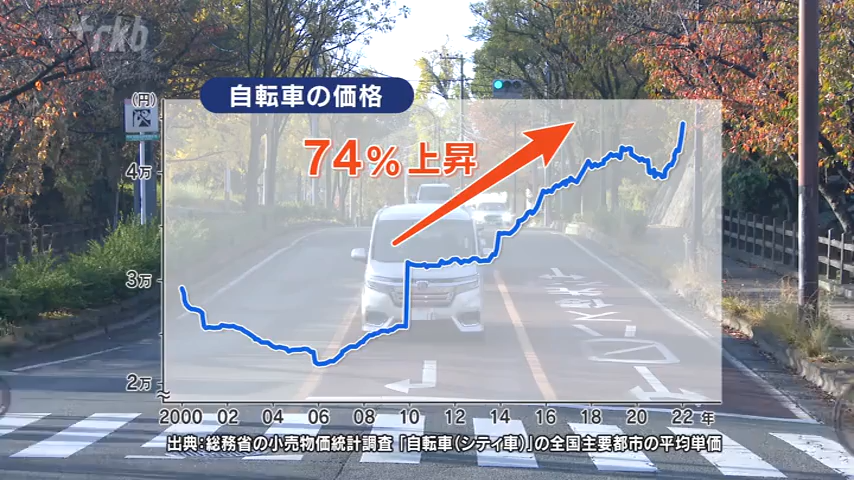 rkb
自転車の価格
(円)
74%上昇
4万
3万
2万
2000 02 04 06 08 10 12 14 16 18 20 22 年
出典:総務省の小売物価統計調査「自転車(シティ車)」の全国主要都市の平均単価